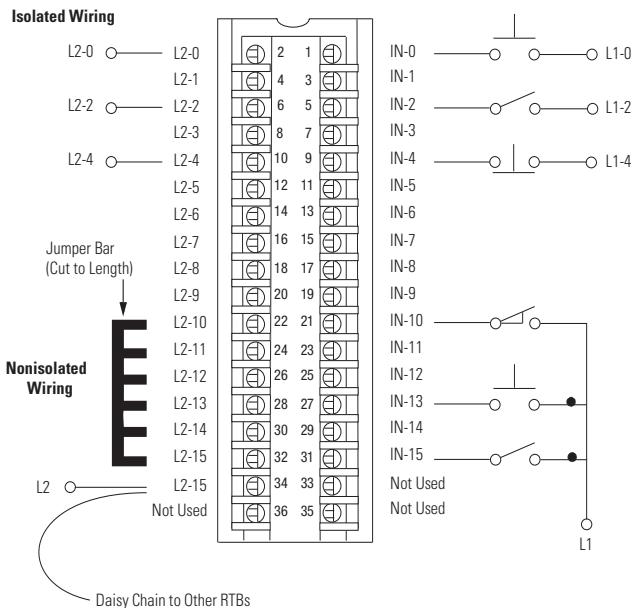 Isolated Wiring
L2-0 L2-0 2 1 IN-0 L1-0
L2-1 4 3 IN-1
L2-2 L2-2 6 5 IN-2 L1-2
L2-3 8 7 IN-3
L2-4 L2-4 10 9 IN-4 L1-4
L2-5 12 11 IN-5
L2-6 14 13 IN-6
L2-7 16 15 IN-7
Jumper Bar
(Cut to Length)
L2-8 18 17 IN-8
L2-9 20 19 IN-9
L2-10 22 21 IN-10
L2-11 24 23 IN-11
Nonisolated
Wiring
L2-12 26 25 IN-12
L2-13 28 27 IN-13
L2-14 30 29 IN-14
L2-15 32 31 IN-15
L2 L2-15 34 33 Not Used
Not Used 36 35 Not Used
L1
Daisy Chain to Other RTBs